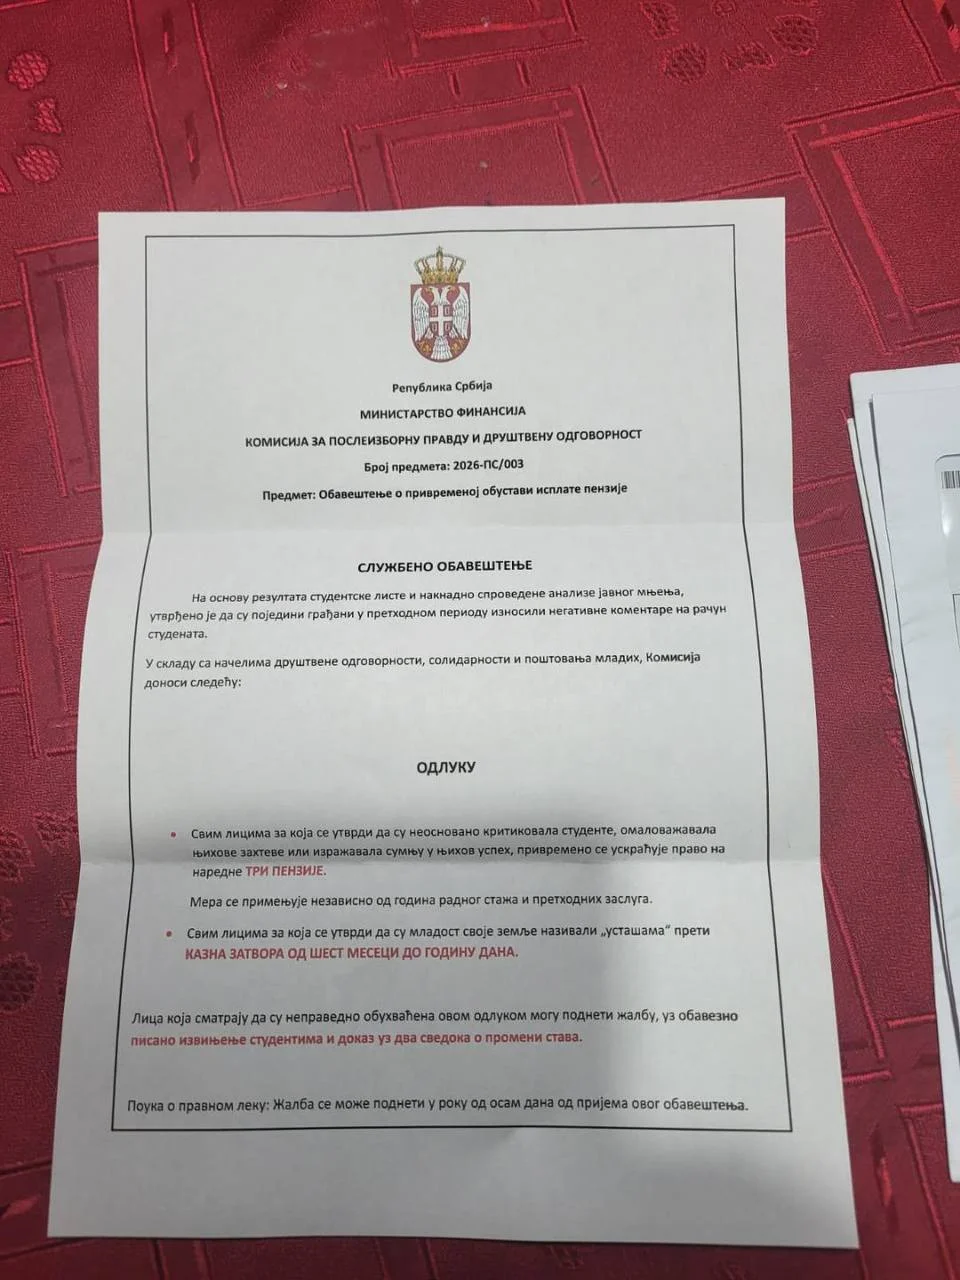 Република Србија
МИНИСТАРСТВО ФИНАНСИЈА
КОМИСИЈА ЗА ПОСЛЕИЗБОРНУ ПРАВДУ И ДРУШТВЕНУ ОДГОВОРНОСТ
Број предмета: 2026-ПС/003
Предмет: Обавештење о привременој обустави исплате пензије
СЛУЖБЕНО ОБАВЕШТЕЊЕ
На основу резултата студентске листе и накнадно спроведене анализе јавног мњења,
утврђено је да су поједини грађани у претходном периоду износили негативне коментаре на рачун
студената.
У складу са начелима друштвене одговорности, солидарности и поштовања младих, Комисија
доноси следећу:
ОДЛУКУ
• Свим лицима за која се утврди да су неосновано критиковала студенте, омаловажавала
њихове захтеве или изражавала сумњу у њихов успех, привремено се ускраћује право на
наредне ТРИ ПЕНЗИЈЕ.
Мера се примењује независно од година радног стажа и претходних заслуга.
• Свим лицима за која се утврди да су младост своје земље називали „усташама“ прети
КАЗНА ЗАТВОРА ОД ШЕСТ МЕСЕЦИ ДО ГОДИНУ ДАНА.
Лица која сматрају да су неправедно обухваћена овом одлуком могу поднети жалбу, уз обавезно
писано извињење студентима и доказ уз два сведока о промени става.
Поука о правном леку: Жалба се може поднети у року од осам дана од пријема овог обавештења.